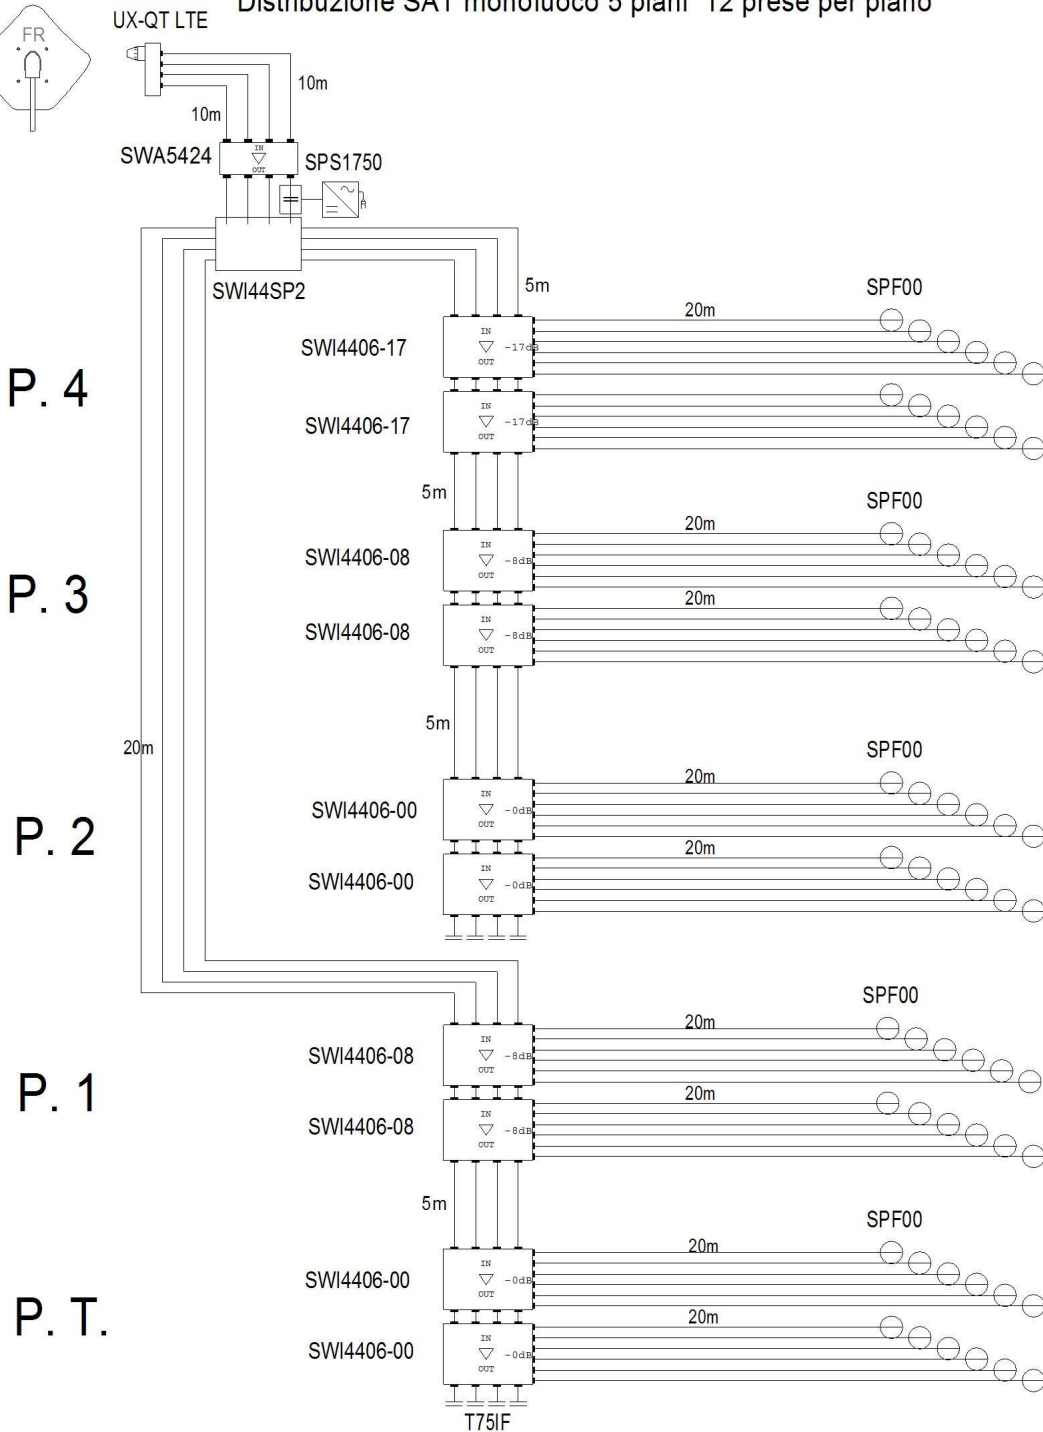 Distribuzione SAT monofuoco 5 piani 12 prese per piano
FR
UX-QT LTE
10m
10m
SWA5424
IN
OUT
SPS1750
SWI44SP2
5m
SPF00
20m
SWI4406-17
IN
-17dB
OUT
P. 4
SWI4406-17
IN
-17dB
OUT
5m
SPF00
20m
SWI4406-08
IN
-8dB
OUT
P. 3
20m
SWI4406-08
IN
-8dB
OUT
5m
20m
SPF00
20m
SWI4406-00
IN
-0dB
OUT
P. 2
20m
SWI4406-00
IN
-0dB
OUT
SPF00
20m
SWI4406-08
IN
-8dB
OUT
P. 1
20m
SWI4406-08
IN
-8dB
OUT
5m
SPF00
20m
SWI4406-00
IN
-0dB
OUT
P. T.
20m
SWI4406-00
IN
-0dB
OUT
T75IF